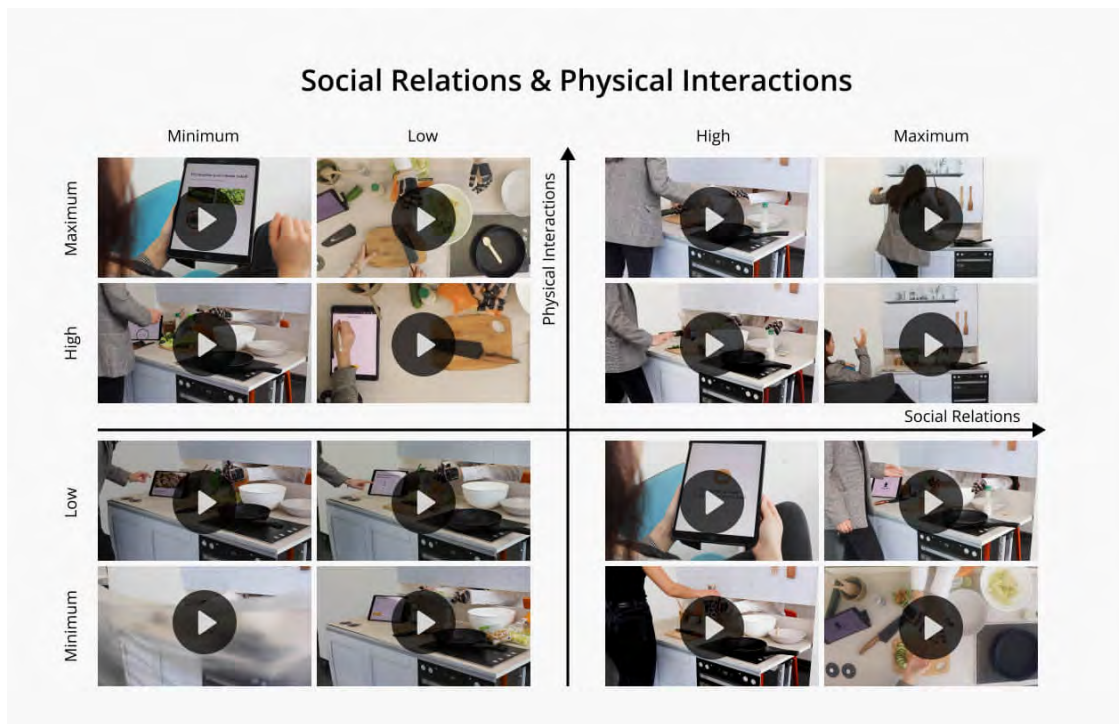 Social Relations & Physical Interactions
Minimum
Low
High
Maximum
Maximum
High
Low
Minimum
Physical Interactions
Social Relations